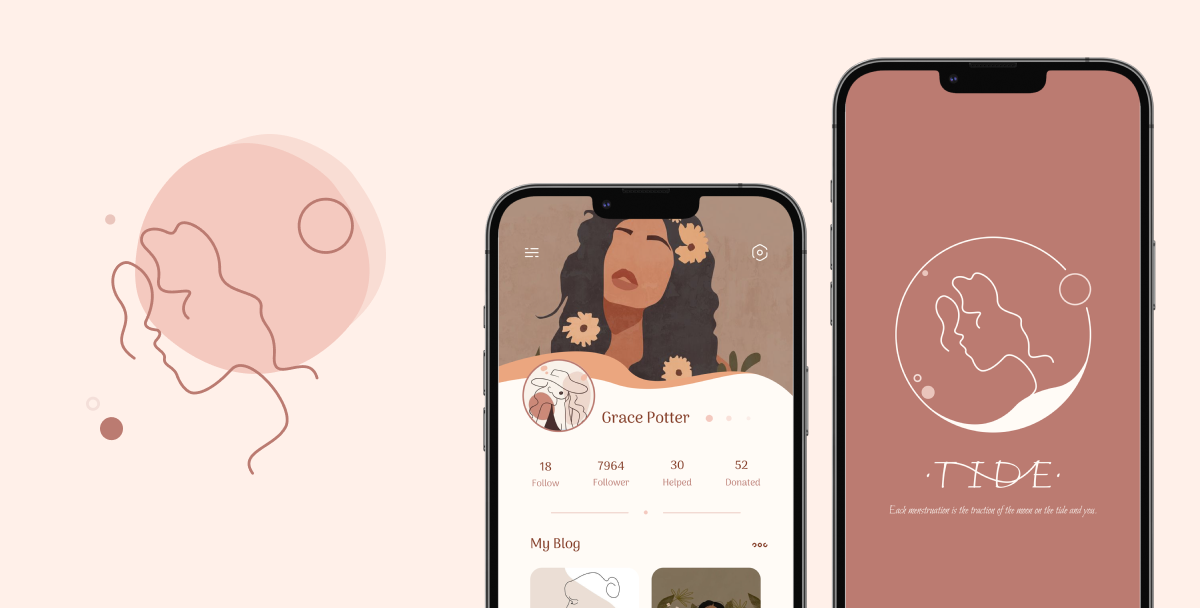 Grace Potter
18 7964 30 52
Follow Follower Helped Donated
My Blog
·TIDE·
Each menstruation is the traction of the moon on the tide and you.